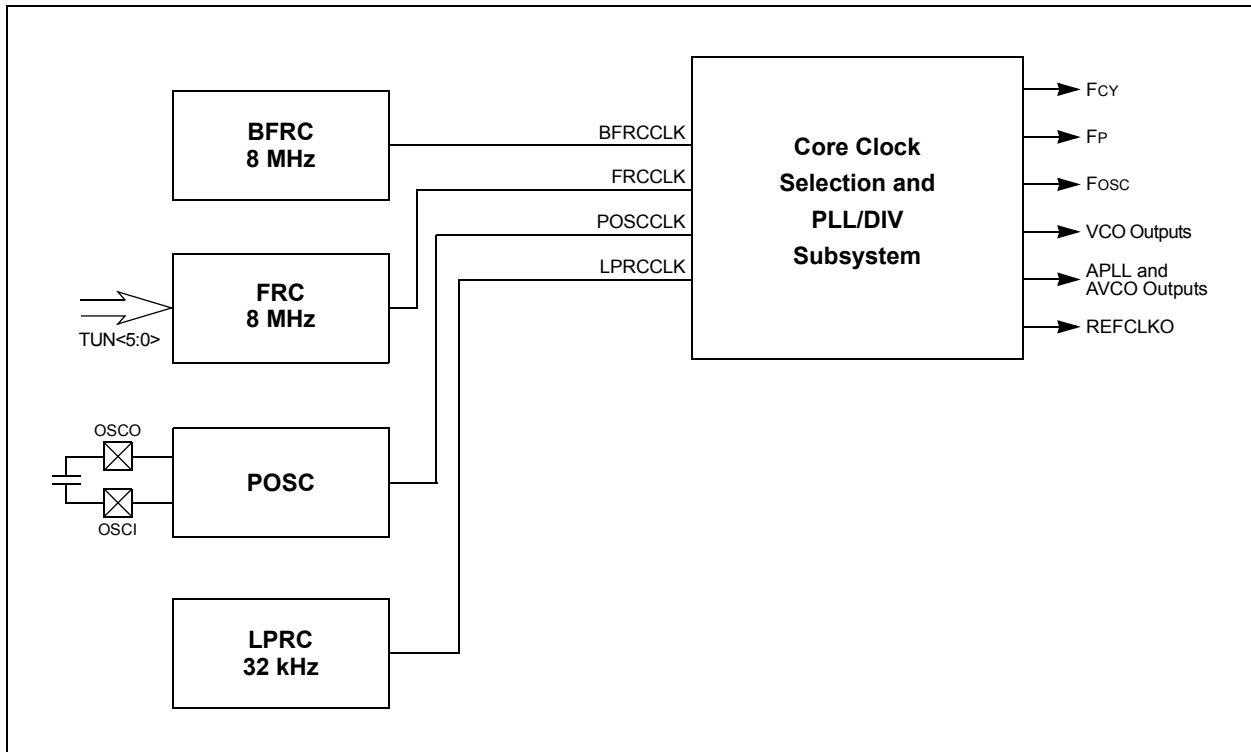 BFRC
8 MHz
BFRCCLK
FRCCLK
POSCCLK
LPRCCLK
Core Clock
Selection and
PLL/DIV
Subsystem
FCY
FP
FOSC
VCO Outputs
APLL and
AVCO Outputs
REFCLKO
FRC
8 MHz
TUN<5:0>
OSCO
POSC
OSCI
LPRC
32 kHz